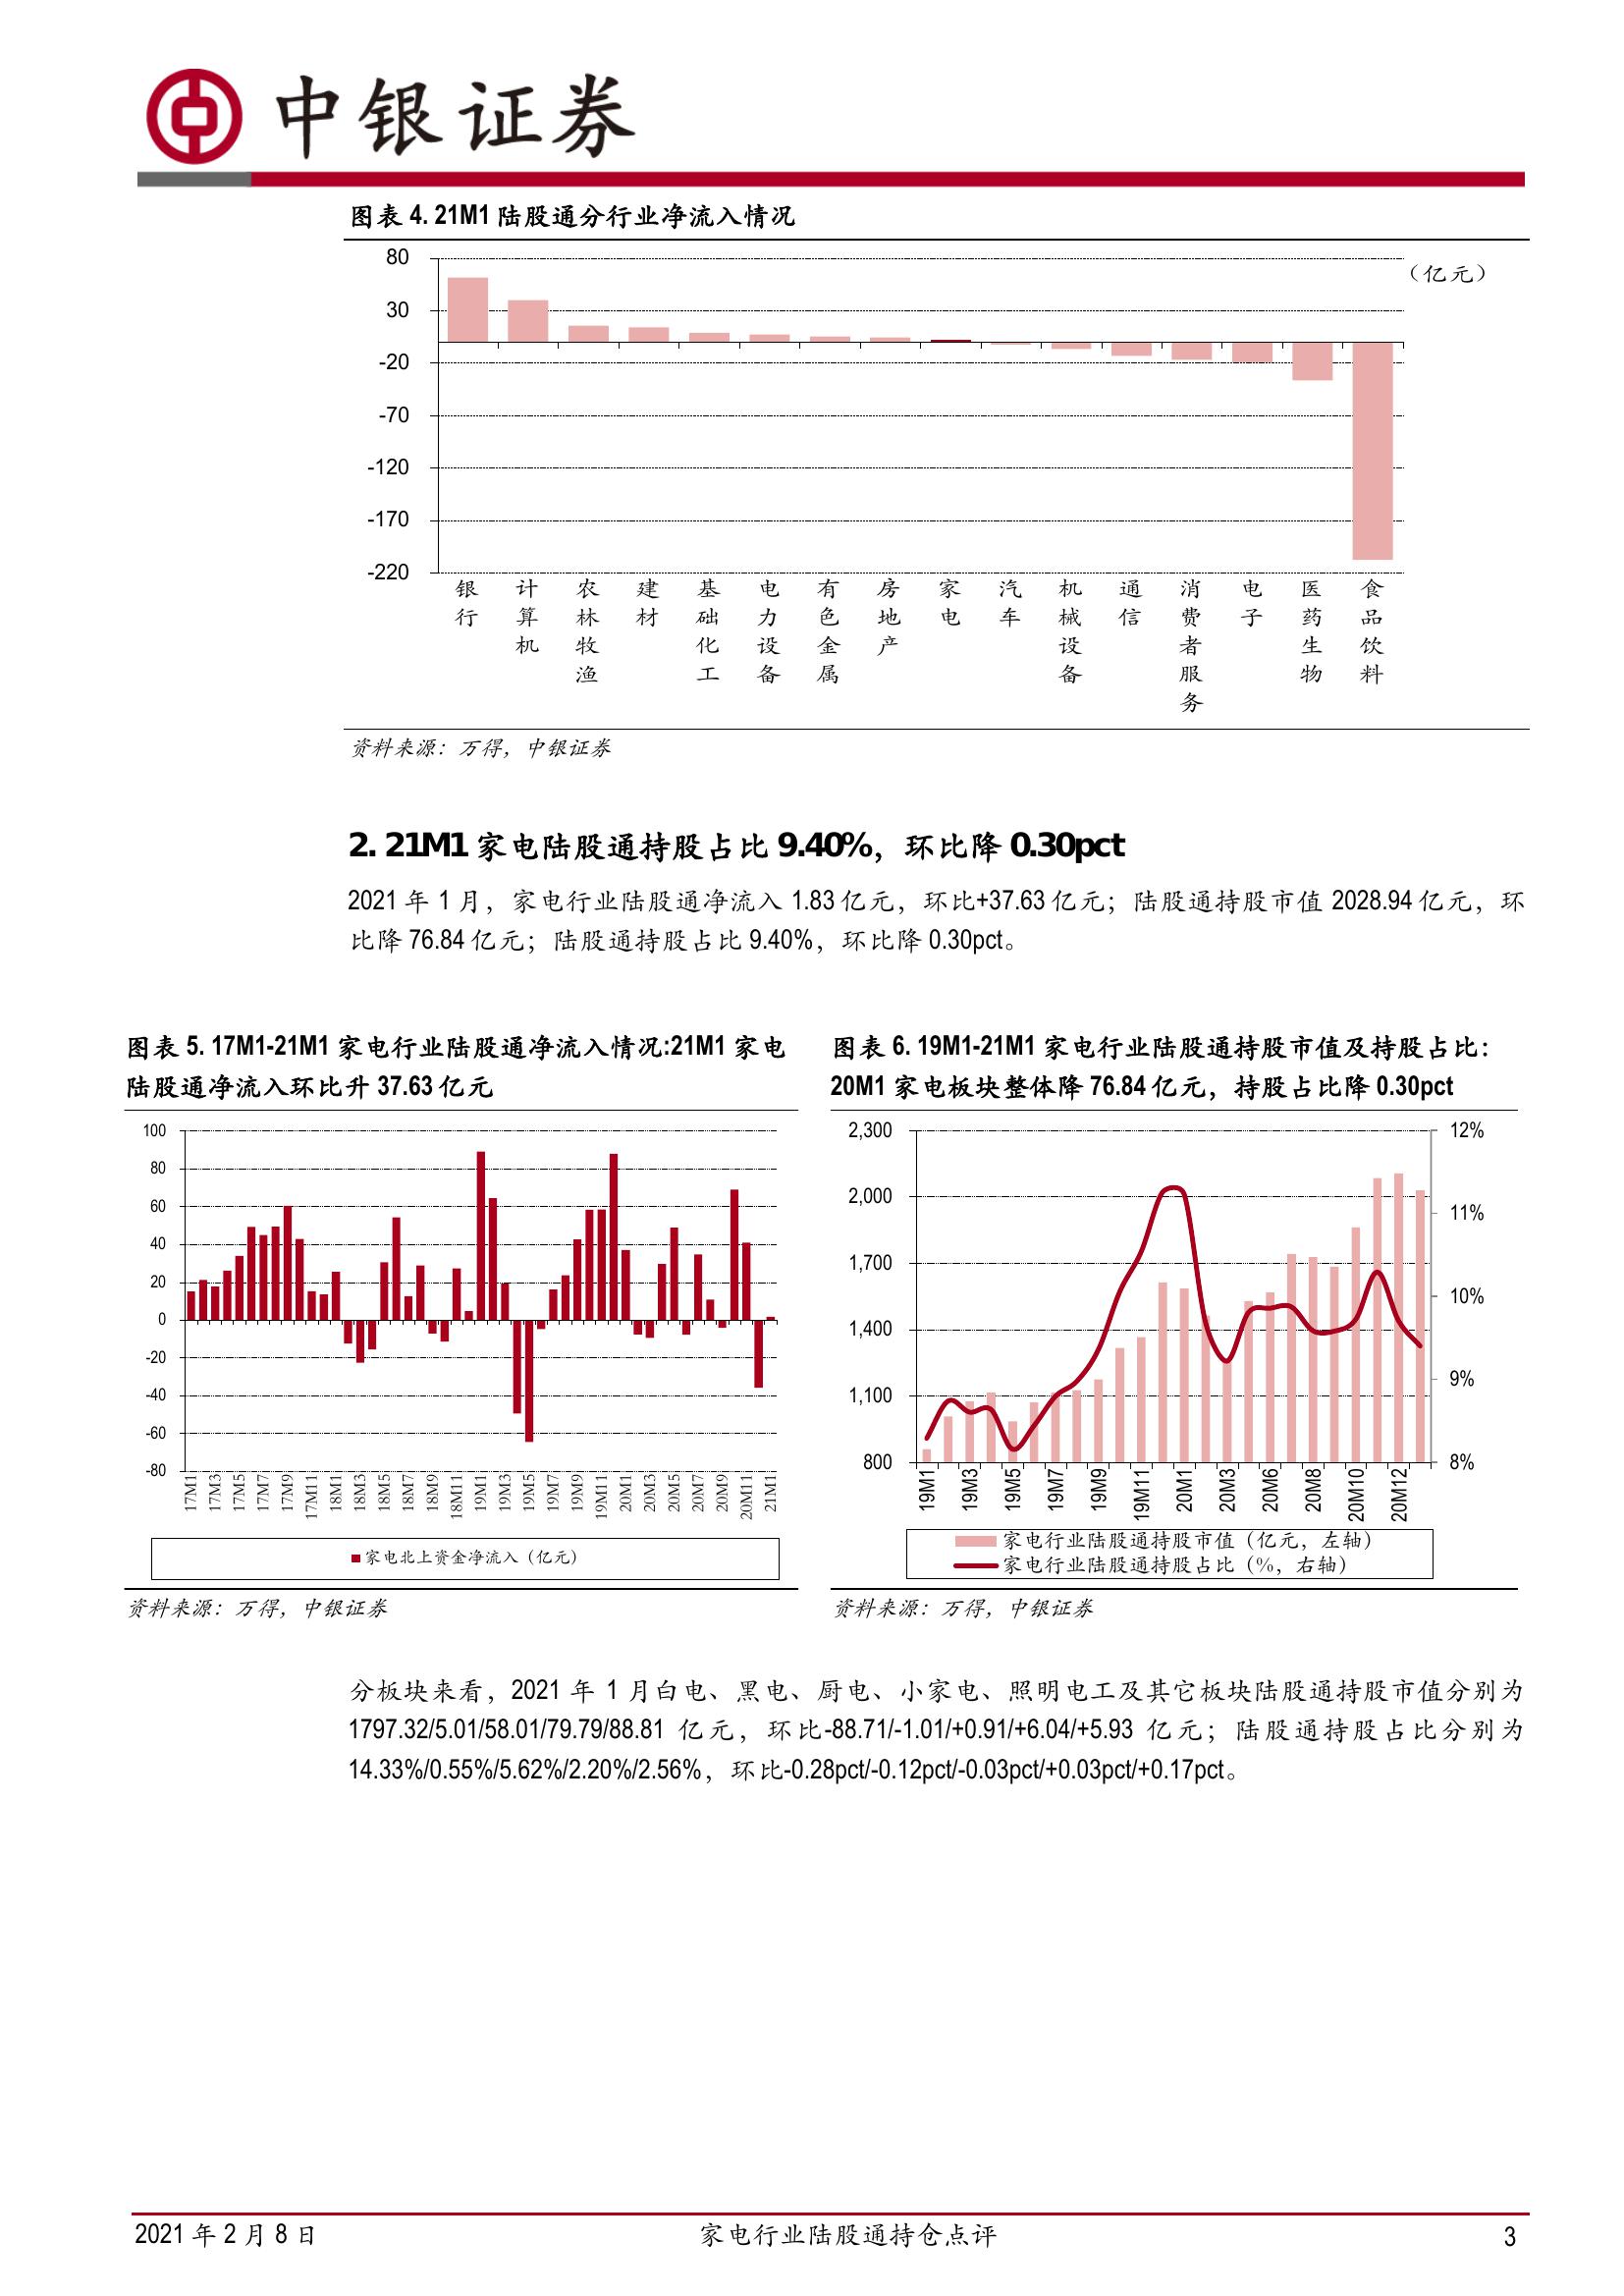 中银证券
图表 4. 21M1 陆股通分行业净流入情况
80
（亿元）
30
-20
-70
-120
-170
-220
银行
计算机
农林牧渔
建材
基础化工
电力设备
有色金属
房地产
家电
汽车
机械设备
通信
消费者服务
电子
医药生物
食品饮料
资料来源：万得，中银证券
2. 21M1 家电陆股通持股占比 9.40%，环比降 0.30pct
2021 年 1 月，家电行业陆股通净流入 1.83 亿元，环比+37.63 亿元；陆股通持股市值 2028.94 亿元，环
比降 76.84 亿元；陆股通持股占比 9.40%，环比降 0.30pct。
图表 5. 17M1-21M1 家电行业陆股通净流入情况:21M1 家电
陆股通净流入环比升 37.63 亿元
100
80
60
40
20
0
-20
-40
-60
-80
17M1
17M3
17M5
17M7
17M9
17M11
18M1
18M3
18M5
18M7
18M9
18M11
19M1
19M3
19M5
19M7
19M9
19M11
20M1
20M3
20M5
20M7
20M9
20M11
21M1
家电北上资金净流入（亿元）
资料来源：万得，中银证券
图表 6. 19M1-21M1 家电行业陆股通持股市值及持股占比：
20M1 家电板块整体降 76.84 亿元，持股占比降 0.30pct
2,300
2,000
1,700
1,400
1,100
800
12%
11%
10%
9%
8%
19M1
19M3
19M5
19M7
19M9
19M11
20M1
20M3
20M6
20M8
20M10
20M12
家电行业陆股通持股市值（亿元，左轴）
家电行业陆股通持股占比（%，右轴）
资料来源：万得，中银证券
分板块来看，2021 年 1 月白电、黑电、厨电、小家电、照明电工及其它板块陆股通持股市值分别为
1797.32/5.01/58.01/79.79/88.81 亿元，环比-88.71/-1.01/+0.91/+6.04/+5.93 亿元；陆股通持股占比分别为
14.33%/0.55%/5.62%/2.20%/2.56%，环比-0.28pct/-0.12pct/-0.03pct/+0.03pct/+0.17pct。
2021 年 2 月 8 日
家电行业陆股通持仓点评
3